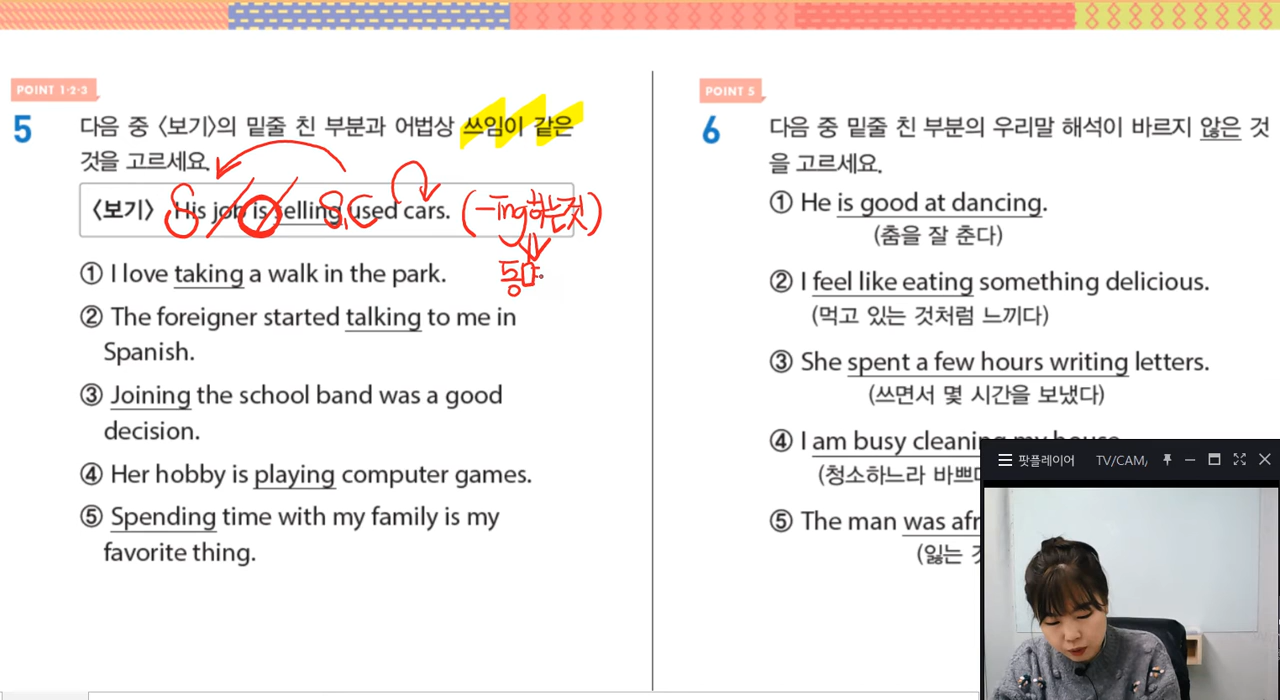 POINT 1·2·3
5
다음 중 〈보기〉의 밑줄 친 부분과 어법상 쓰임이 같은
것을 고르세요.
〈보기〉 His job is selling used cars.
S
S.C
(-ing 하는것)
① I love taking a walk in the park.
② The foreigner started talking to me in
Spanish.
③ Joining the school band was a good
decision.
④ Her hobby is playing computer games.
⑤ Spending time with my family is my
favorite thing.
POINT 5
6
다음 중 밑줄 친 부분의 우리말 해석이 바르지 않은 것
을 고르세요.
① He is good at dancing.
(춤을 잘 춘다)
② I feel like eating something delicious.
(먹고 있는 것처럼 느끼다)
③ She spent a few hours writing letters.
(쓰면서 몇 시간을 보냈다)
④ I am busy cleaning my house.
(청소하느라 바쁘다
⑤ The man was afr
(잃는 것
팟플레이어 TV/CAM/